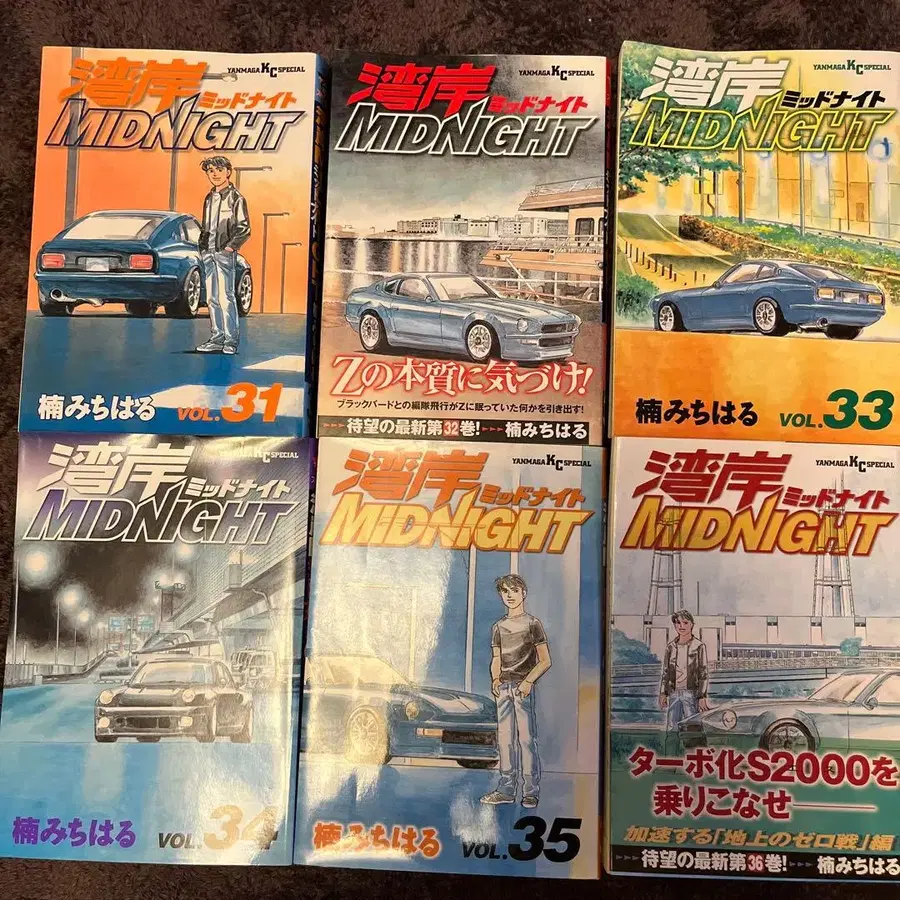 YANMAGA KC SPECIAL
湾岸
ミッドナイト
MIDNIGHT
楠みちはる
VOL.31
YANMAGA KC SPECIAL
湾岸
ミッドナイト
MIDNIGHT
Zの本質に気づけ!
ブラックバードとの編隊飛行がZに眠っていた何かを引き出す!
待望の最新第32巻! 楠みちはる
YANMAGA KC SPECIAL
湾岸
ミッドナイト
MIDNIGHT
楠みちはる
VOL.33
YANMAGA KC SPECIAL
湾岸
ミッドナイト
MIDNIGHT
楠みちはる
VOL.34
YANMAGA KC SPECIAL
湾岸
ミッドナイト
MIDNIGHT
楠みちはる
VOL.35
YANMAGA KC SPECIAL
湾岸
ミッドナイト
MIDNIGHT
ターボ化S2000を
乗りこなせ――
加速する「地上のゼロ戦」編
待望の最新第36巻! 楠みちはる